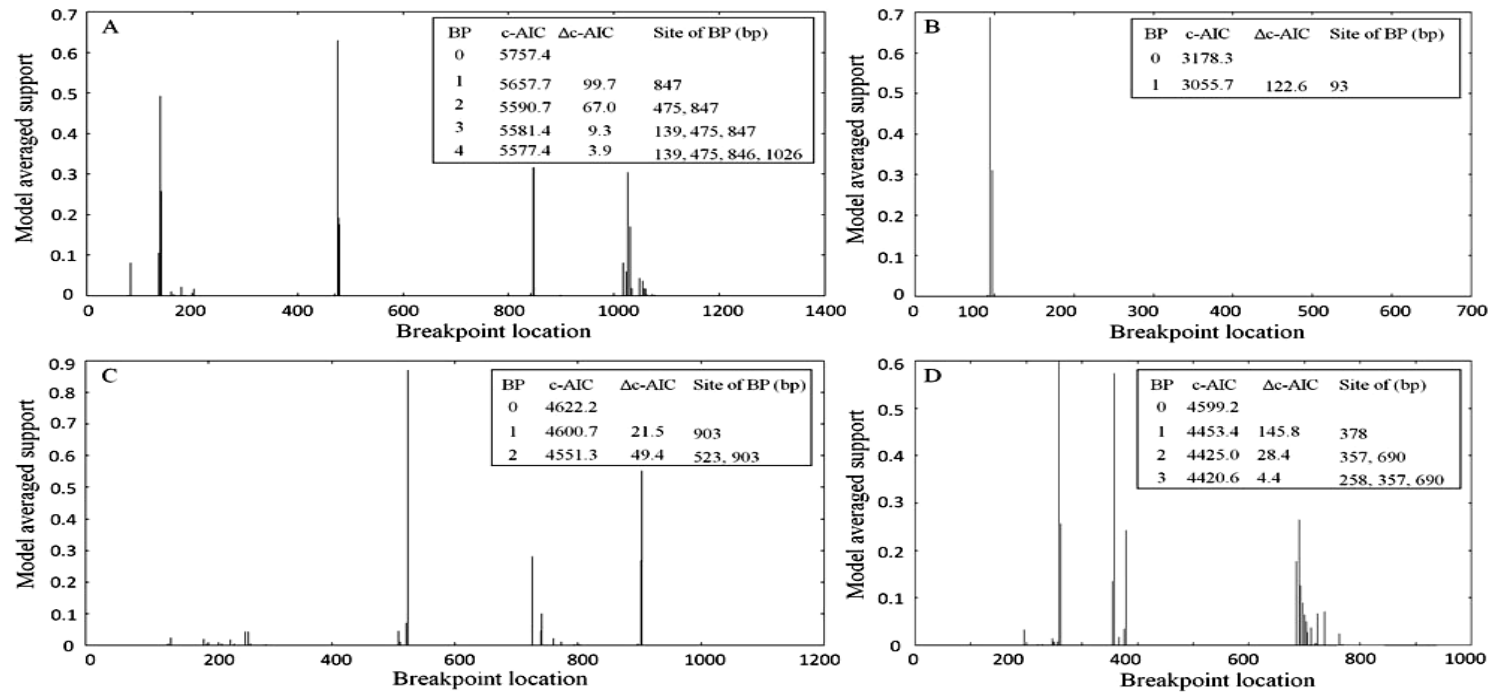 A
Model averaged support
0.7
0.6
0.5
0.4
0.3
0.2
0.1
0
BP c-AIC Δc-AIC Site of BP (bp)
0 5757.4
1 5657.7 99.7 847
2 5590.7 67.0 475, 847
3 5581.4 9.3 139, 475, 847
4 5577.4 3.9 139, 475, 846, 1026
0 200 400 600 800 1000 1200 1400
Breakpoint location
B
Model averaged support
0.7
0.6
0.5
0.4
0.3
0.2
0.1
0
BP c-AIC Δc-AIC Site of BP (bp)
0 3178.3
1 3055.7 122.6 93
0 100 200 300 400 500 600 700
Breakpoint location
C
Model averaged support
0.9
0.8
0.7
0.6
0.5
0.4
0.3
0.2
0.1
0
BP c-AIC Δc-AIC Site of BP (bp)
0 4622.2
1 4600.7 21.5 903
2 4551.3 49.4 523, 903
0 200 400 600 800 1000 1200
Breakpoint location
D
Model averaged support
0.6
0.5
0.4
0.3
0.2
0.1
0
BP c-AIC Δc-AIC Site of (bp)
0 4599.2
1 4453.4 145.8 378
2 4425.0 28.4 357, 690
3 4420.6 4.4 258, 357, 690
0 200 400 600 800 1000
Breakpoint location